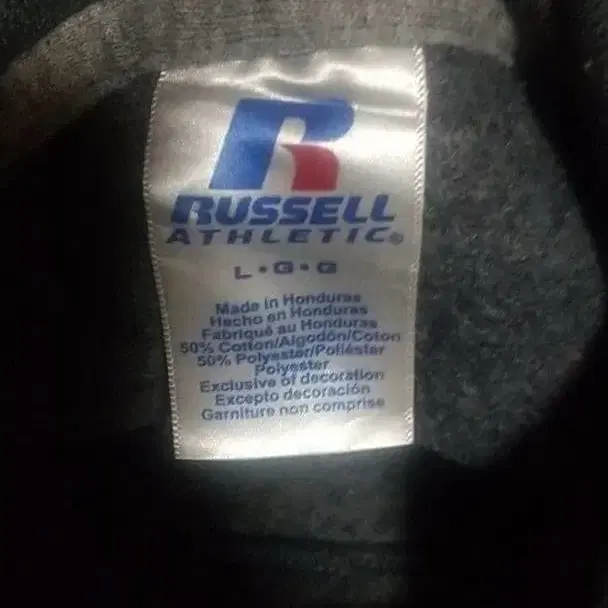 R
RUSSELL
ATHLETIC®
L•G•G
Made in Honduras
Hecho en Honduras
Fabriqué au Honduras
50% Cotton/Algodón/Coton
50% Polyester/Poliéster
Polyester
Exclusive of decoration
Excepto decoración
Garniture non comprise